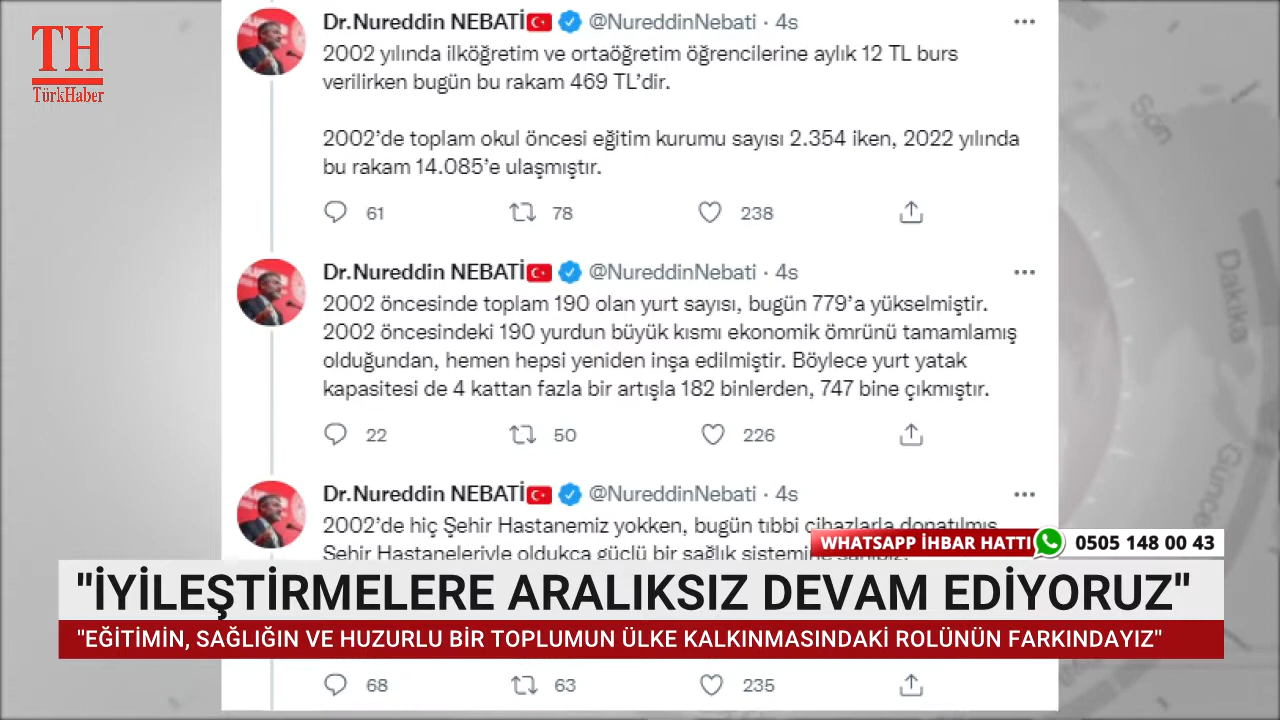 TH
TürkHaber
Dr.Nureddin NEBATİ @NureddinNebati · 4s
2002 yılında ilköğretim ve ortaöğretim öğrencilerine aylık 12 TL burs
verilirken bugün bu rakam 469 TL'dir.
2002'de toplam okul öncesi eğitim kurumu sayısı 2.354 iken, 2022 yılında
bu rakam 14.085'e ulaşmıştır.
61 78 238
Dr.Nureddin NEBATİ @NureddinNebati · 4s
2002 öncesinde toplam 190 olan yurt sayısı, bugün 779'a yükselmiştir.
2002 öncesindeki 190 yurdun büyük kısmı ekonomik ömrünü tamamlamış
olduğundan, hemen hepsi yeniden inşa edilmiştir. Böylece yurt yatak
kapasitesi de 4 kattan fazla bir artışla 182 binlerden, 747 bine çıkmıştır.
22 50 226
Dr.Nureddin NEBATİ @NureddinNebati · 4s
2002'de hiç Şehir Hastanemiz yokken, bugün tıbbi cihazlarla donatılmış
Şehir Hastaneleriyle oldukça güçlü bir sağlık sistemine
WHATSAPP İHBAR HATTI 0505 148 00 43
"İYİLEŞTİRMELERE ARALIKSIZ DEVAM EDİYORUZ"
"EĞİTİMİN, SAĞLIĞIN VE HUZURLU BİR TOPLUMUN ÜLKE KALKINMASINDAKİ ROLÜNÜN FARKINDAYIZ"
68 63 235
Son
Dakika